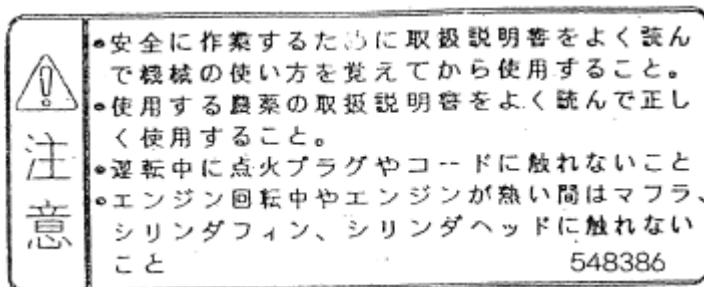 注意
•安全に作業するために取扱説明書をよく読ん
で機械の使い方を覚えてから使用すること。
•使用する農薬の取扱説明書をよく読んで正し
く使用すること。
•運転中に点火プラグやコードに触れないこと
•エンジン回転中やエンジンが熱い間はマフラ、
シリンダフィン、シリンダヘッドに触れない
こと
548386